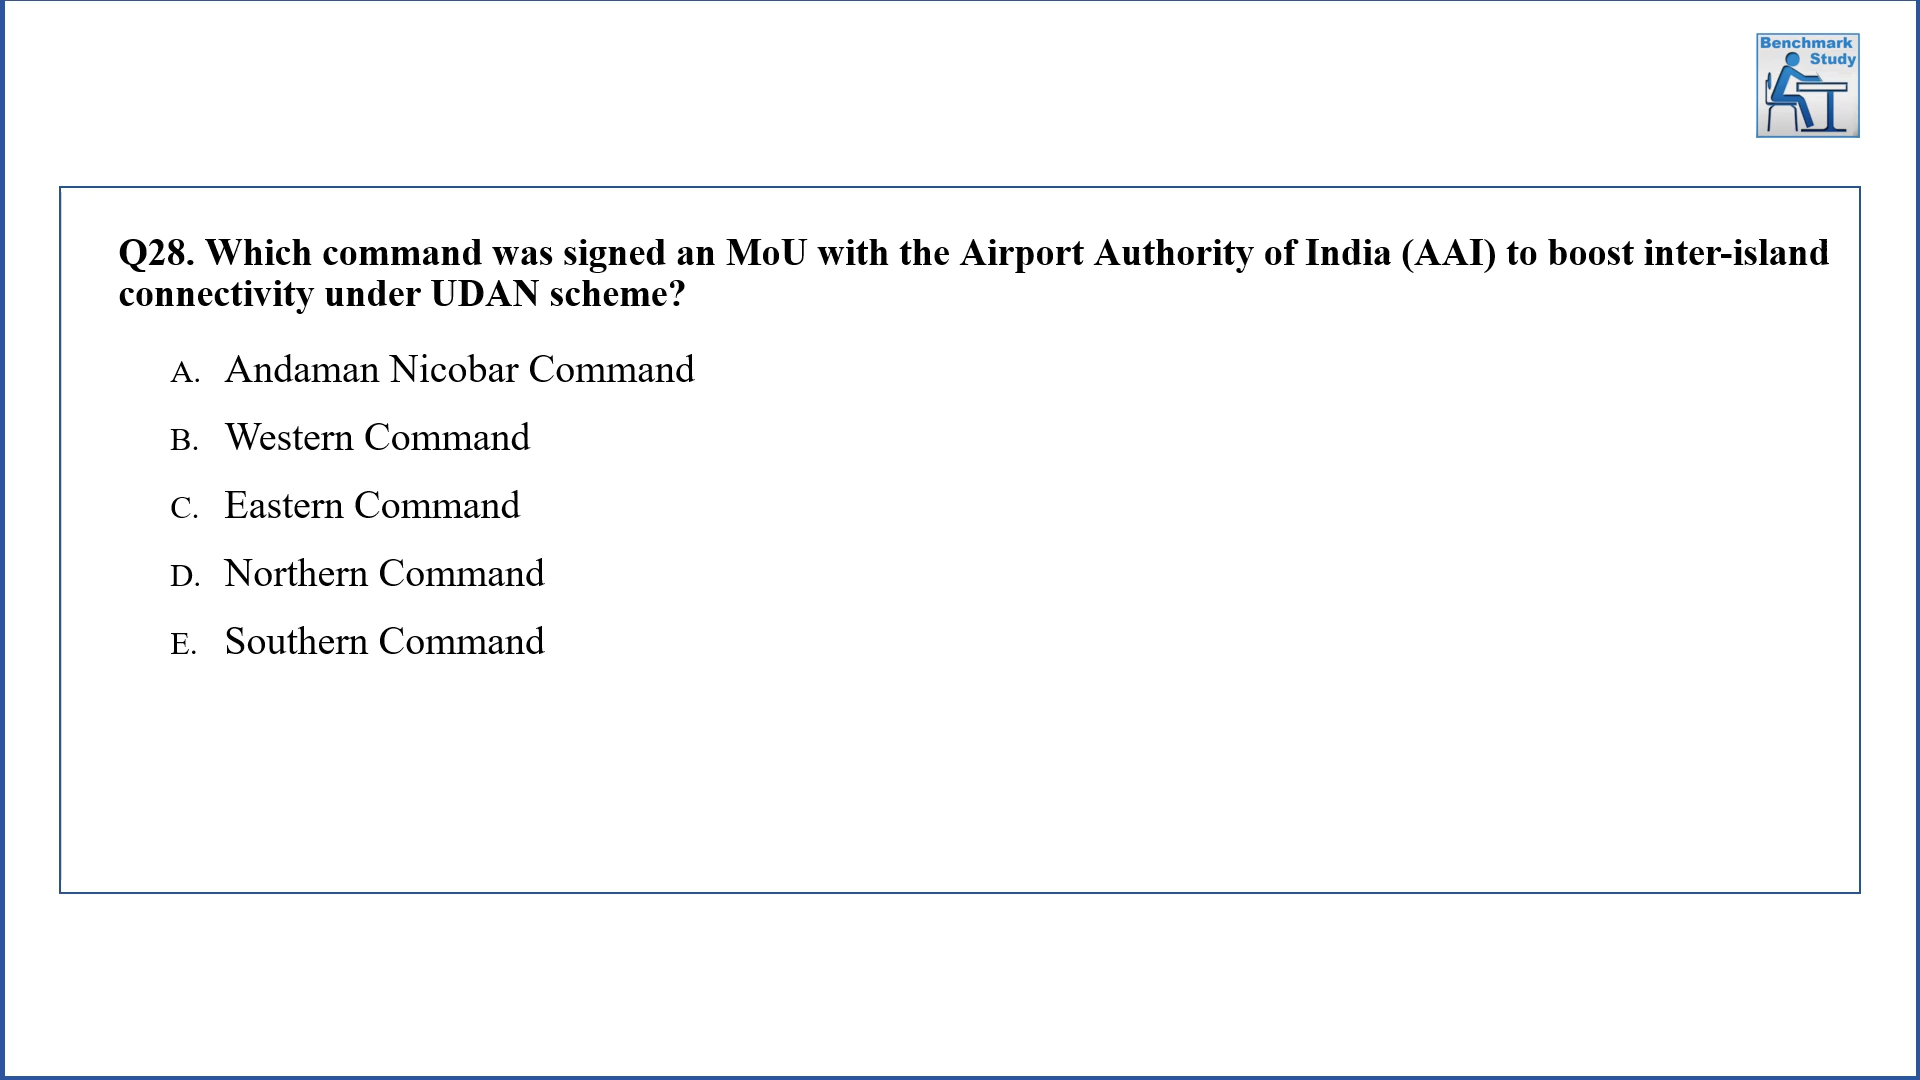 Benchmark
Study
Q28. Which command was signed an MoU with the Airport Authority of India (AAI) to boost inter-island
connectivity under UDAN scheme?
A. Andaman Nicobar Command
B. Western Command
C. Eastern Command
D. Northern Command
E. Southern Command